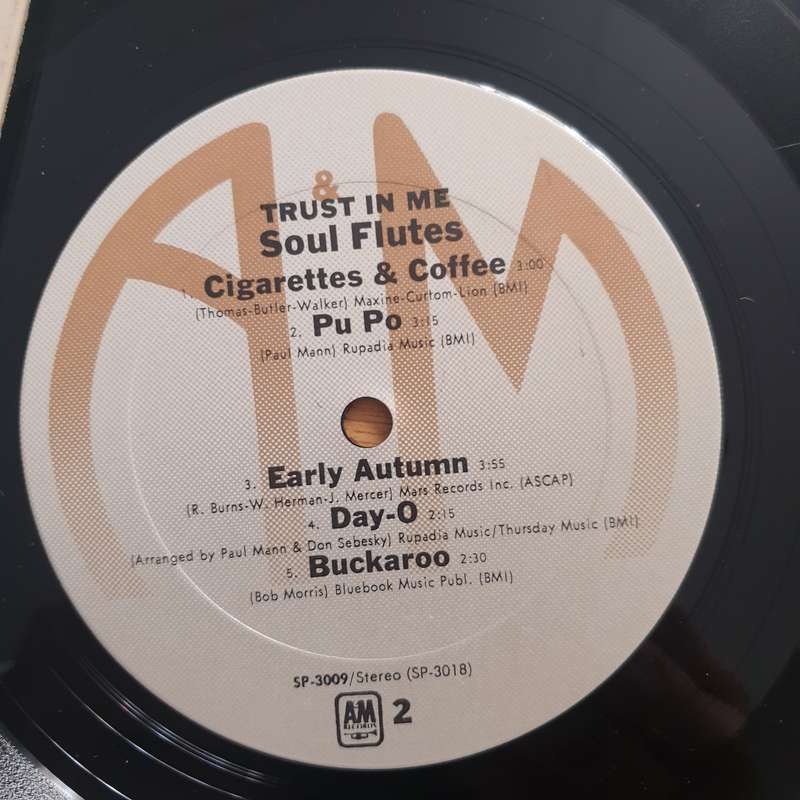 A&M
TRUST IN ME
Soul Flutes
1. Cigarettes & Coffee 3:00
(Thomas-Butler-Walker) Maxine-Curtom-Lion (BMI)
2. Pu Po 3:15
(Paul Mann) Rupadia Music (BMI)
3. Early Autumn 3:55
(R. Burns-W. Herman-J. Mercer) Mars Records Inc. (ASCAP)
4. Day-O 2:15
(Arranged by Paul Mann & Don Sebesky) Rupadia Music/Thursday Music (BMI)
5. Buckaroo 2:30
(Bob Morris) Bluebook Music Publ. (BMI)
SP-3009/Stereo (SP-3018)
A&M RECORDS 2